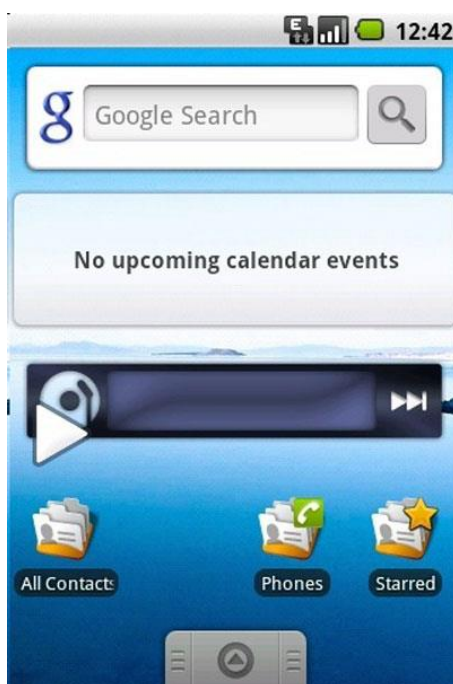 E 12:42
g Google Search
No upcoming calendar events
All Contacts Phones Starred